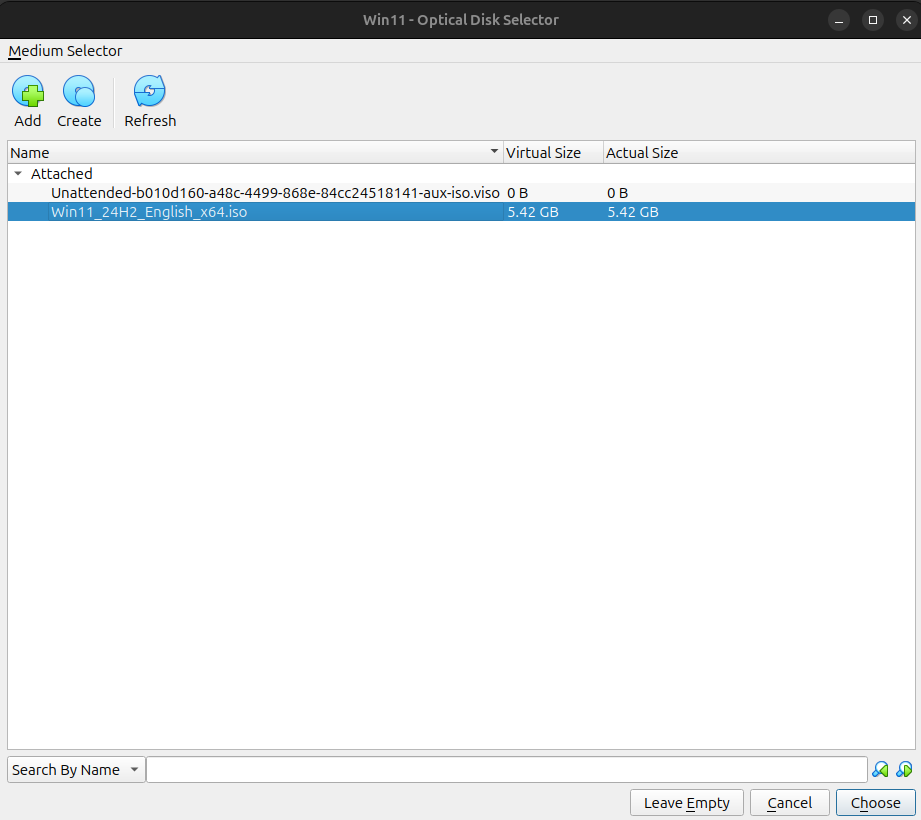 Win11 - Optical Disk Selector
Medium Selector
Add Create Refresh
Name Virtual Size Actual Size
Attached
Unattended-b010d160-a48c-4499-868e-84cc24518141-aux-iso.viso 0 B 0 B
Win11_24H2_English_x64.iso 5.42 GB 5.42 GB
Search By Name
Leave Empty Cancel Choose